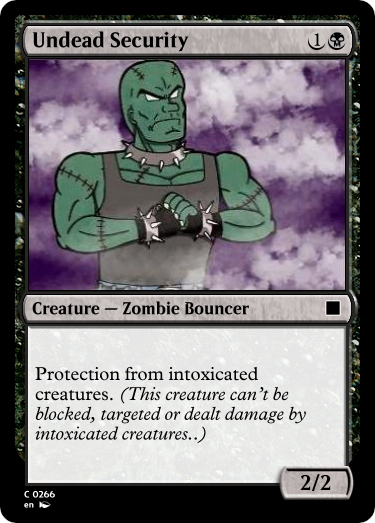 Undead Security 1
Creature — Zombie Bouncer
Protection from intoxicated
creatures. (This creature can't be
blocked, targeted or dealt damage by
intoxicated creatures..)
2/2
C 0266
en